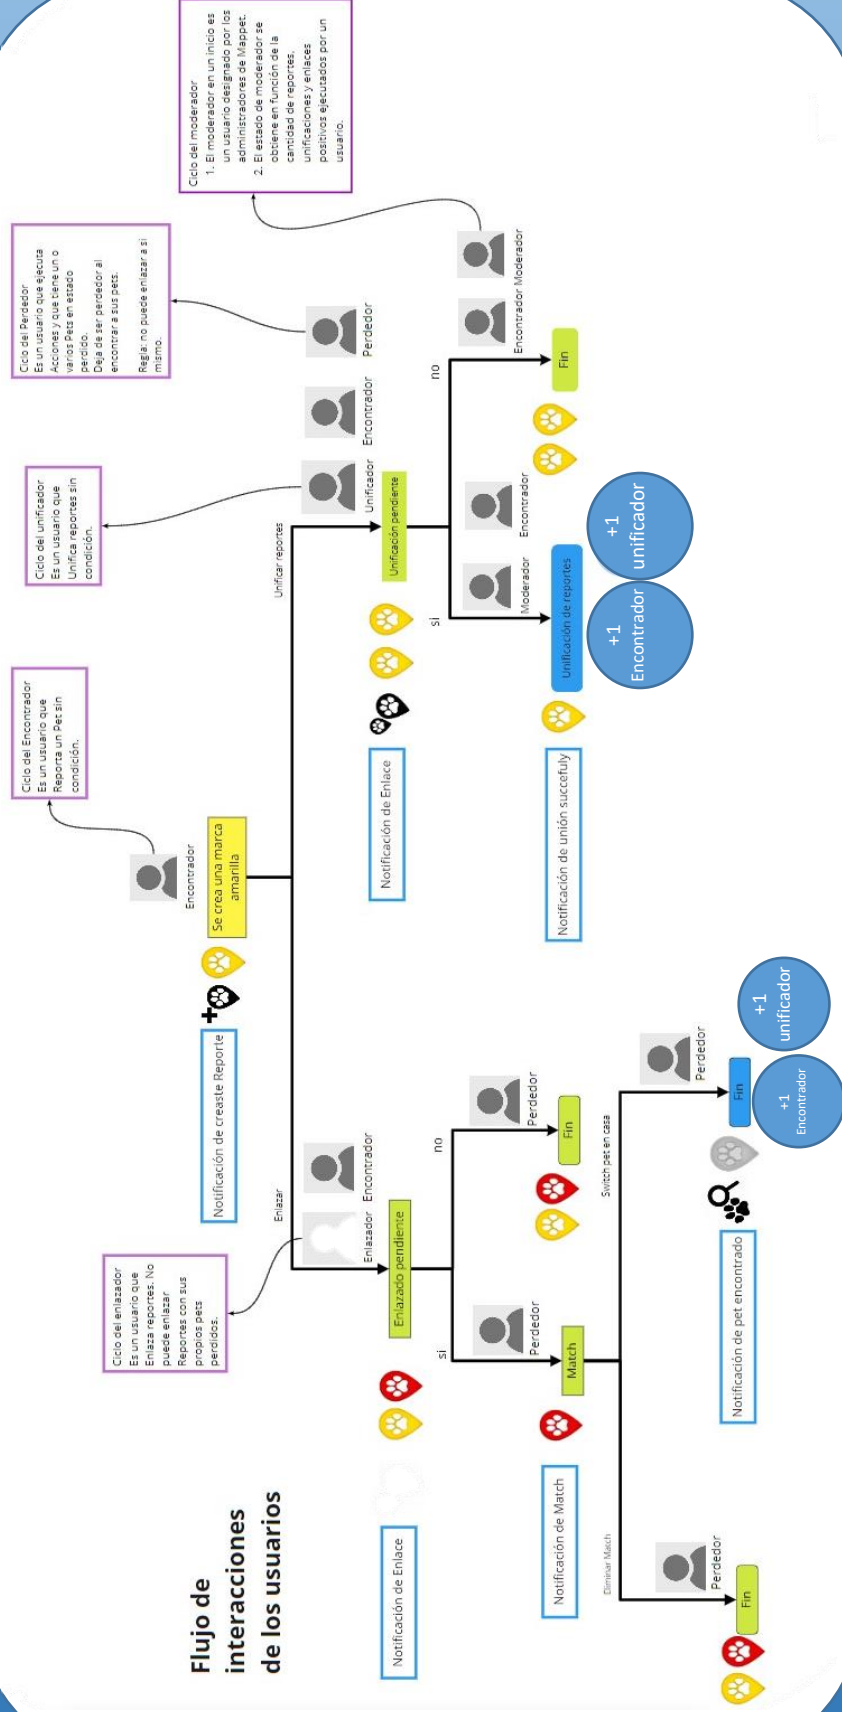 Flujo de
interacciones
de los usuarios
Ciclo del enlazador
Es un usuario que
Enlaza reportes. No
puede enlazar
Reportes con sus
propios pets
perdidos.
Ciclo del Encontrador
Es un usuario que
Reporta un Pet sin
condición.
Ciclo del unificador
Es un usuario que
Unifica reportes sin
condición.
Ciclo del Perdedor
Es un usuario que ejecuta
Acciones y que tiene un o
varios Pets en estado
perdido.
Deja de ser perdedor al
encontrar a sus pets.
Regla: no puede enlazar a si
mismo.
Ciclo del moderador
1. El moderador en un inicio es
un usuario designado por los
administradores de Mappet.
2. El estado de moderador se
obtiene en función de la
cantidad de reportes,
unificaciones y enlaces
positivos ejecutados por un
usuario.
Encontrador
Notificación de creaste Reporte
Se crea una marca
amarilla
Enlazar
Unificar reportes
Enlazador
Encontrador
Unificador
Encontrador
Perdedor
Notificación de Enlace
Enlazado pendiente
Notificación de Enlace
Unificación pendiente
si
no
si
no
Perdedor
Perdedor
Moderador
Encontrador
Encontrador
Moderador
Notificación de Match
Match
Fin
Notificación de unión succefuly
Unificación de reportes
Fin
+1
Encontrador
+1
unificador
Eliminar Match
Switch pet en casa
Perdedor
Perdedor
Fin
Notificación de pet encontrado
Fin
+1
Encontrador
+1
unificador